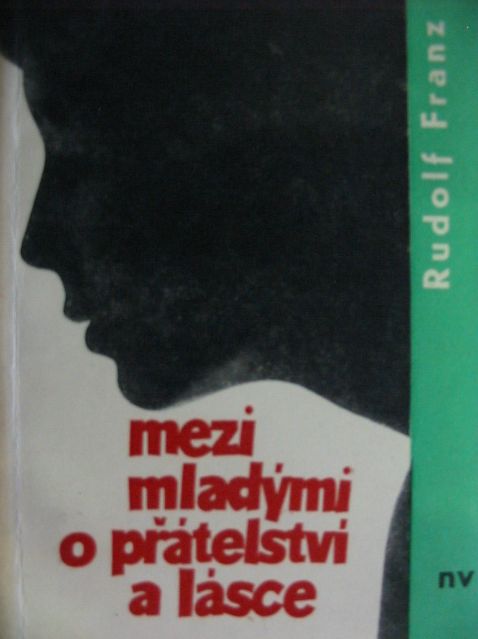 Rudolf Franz
mezi
mladými
o přátelství
a lásce
nv